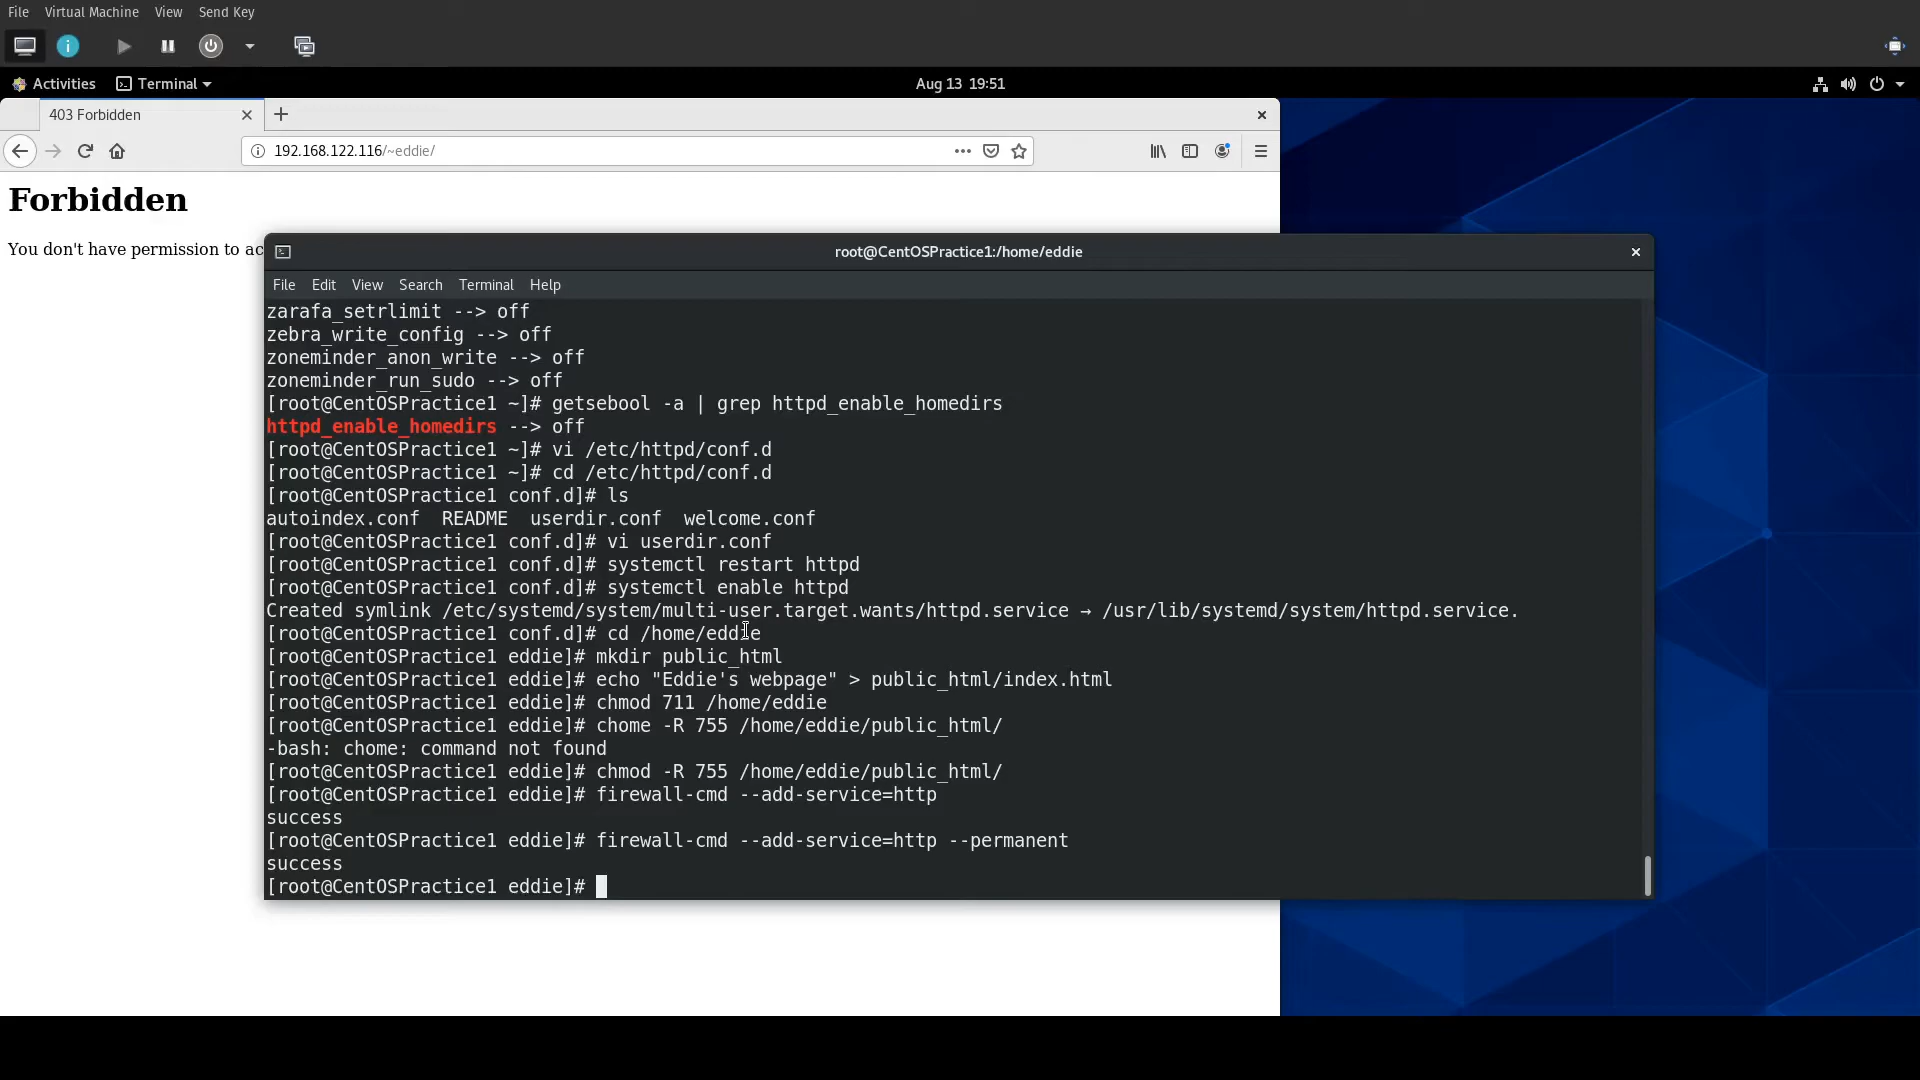 File Virtual Machine View Send Key
Activities Terminal Aug 13 19:51
403 Forbidden
192.168.122.116/~eddie/
Forbidden
You don't have permission to ac
root@CentOSPractice1:/home/eddie
File Edit View Search Terminal Help
zarafa_setrlimit --> off
zebra_write_config --> off
zoneminder_anon_write --> off
zoneminder_run_sudo --> off
[root@CentOSPractice1 ~]# getsebool -a | grep httpd_enable_homedirs
httpd_enable_homedirs --> off
[root@CentOSPractice1 ~]# vi /etc/httpd/conf.d
[root@CentOSPractice1 ~]# cd /etc/httpd/conf.d
[root@CentOSPractice1 conf.d]# ls
autoindex.conf README userdir.conf welcome.conf
[root@CentOSPractice1 conf.d]# vi userdir.conf
[root@CentOSPractice1 conf.d]# systemctl restart httpd
[root@CentOSPractice1 conf.d]# systemctl enable httpd
Created symlink /etc/systemd/system/multi-user.target.wants/httpd.service → /usr/lib/systemd/system/httpd.service.
[root@CentOSPractice1 conf.d]# cd /home/eddie
[root@CentOSPractice1 eddie]# mkdir public_html
[root@CentOSPractice1 eddie]# echo "Eddie's webpage" > public_html/index.html
[root@CentOSPractice1 eddie]# chmod 711 /home/eddie
[root@CentOSPractice1 eddie]# chome -R 755 /home/eddie/public_html/
-bash: chome: command not found
[root@CentOSPractice1 eddie]# chmod -R 755 /home/eddie/public_html/
[root@CentOSPractice1 eddie]# firewall-cmd --add-service=http
success
[root@CentOSPractice1 eddie]# firewall-cmd --add-service=http --permanent
success
[root@CentOSPractice1 eddie]#